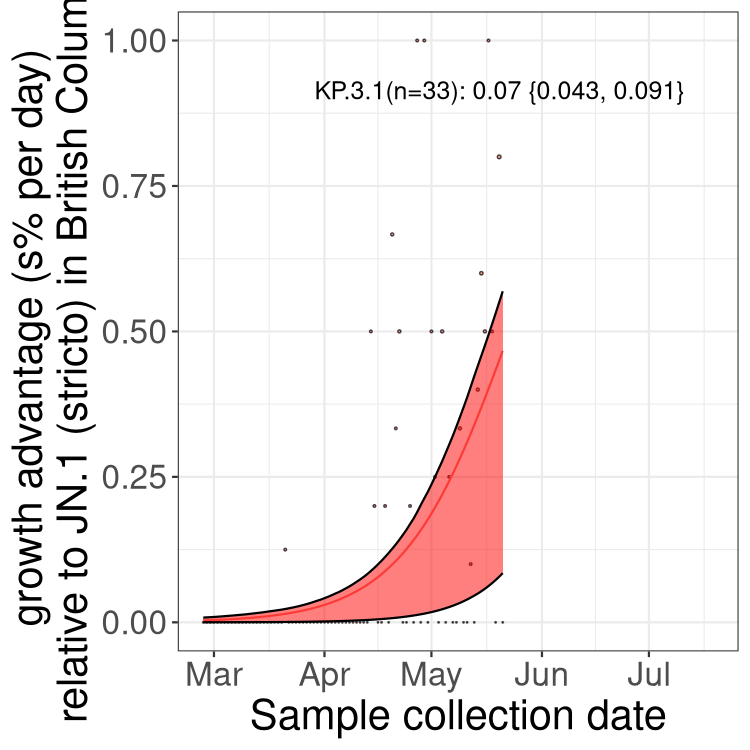 growth advantage (s% per day)
relative to JN.1 (stricto) in British Colum
1.00
0.75
0.50
0.25
0.00
KP.3.1(n=33): 0.07 {0.043, 0.091}
Mar Apr May Jun Jul
Sample collection date